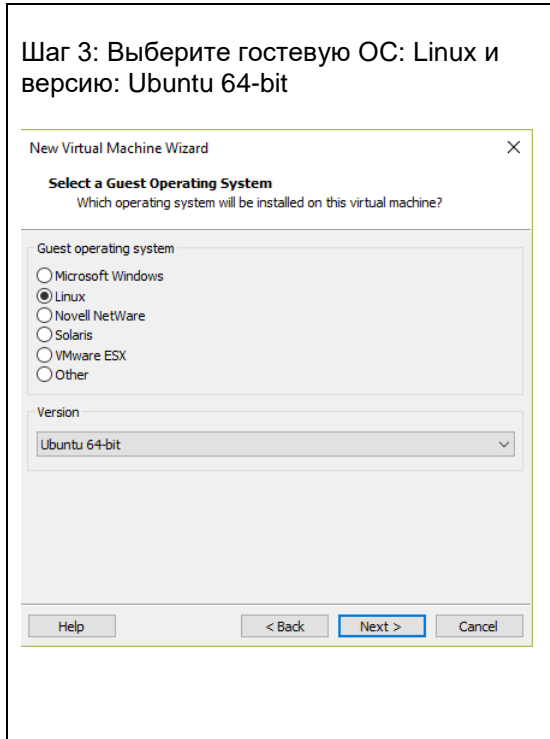 Шаг 3: Выберите гостевую ОС: Linux и
версию: Ubuntu 64-bit
New Virtual Machine Wizard
Select a Guest Operating System
Which operating system will be installed on this virtual machine?
Guest operating system
Microsoft Windows
Linux
Novell NetWare
Solaris
VMware ESX
Other
Version
Ubuntu 64-bit
Help
< Back
Next >
Cancel